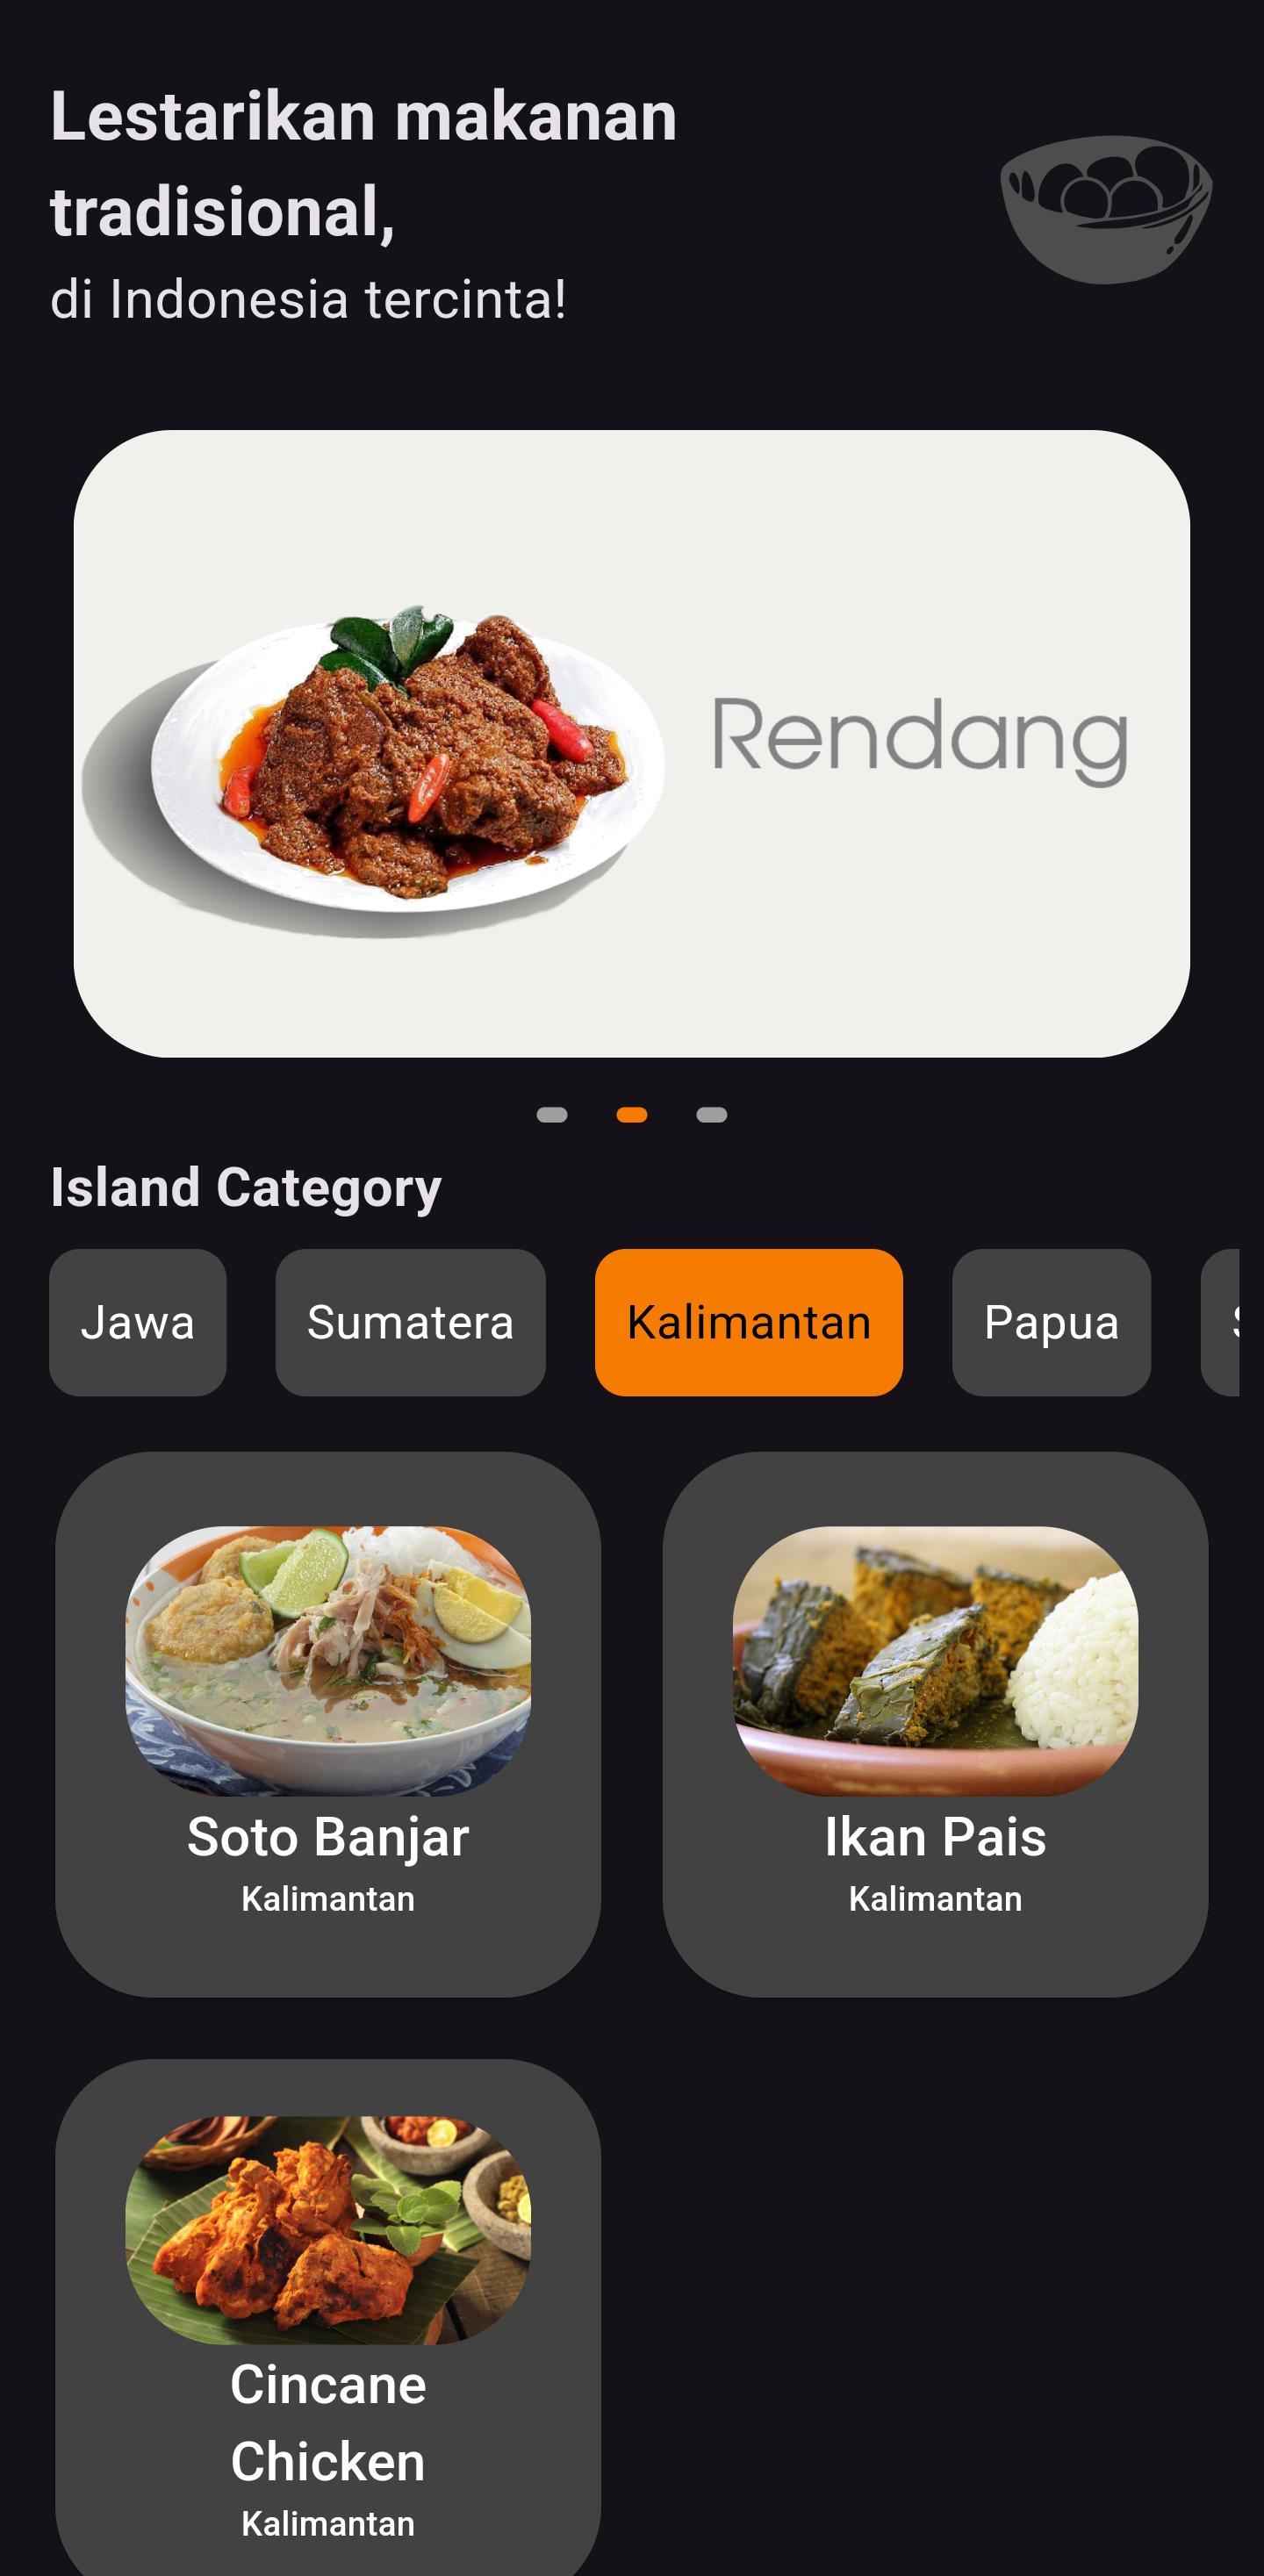 Lestarikan makanan
tradisional,
di Indonesia tercinta!
Rendang
Island Category
Jawa
Sumatera
Kalimantan
Papua
Soto Banjar
Kalimantan
Ikan Pais
Kalimantan
Cincane
Chicken
Kalimantan